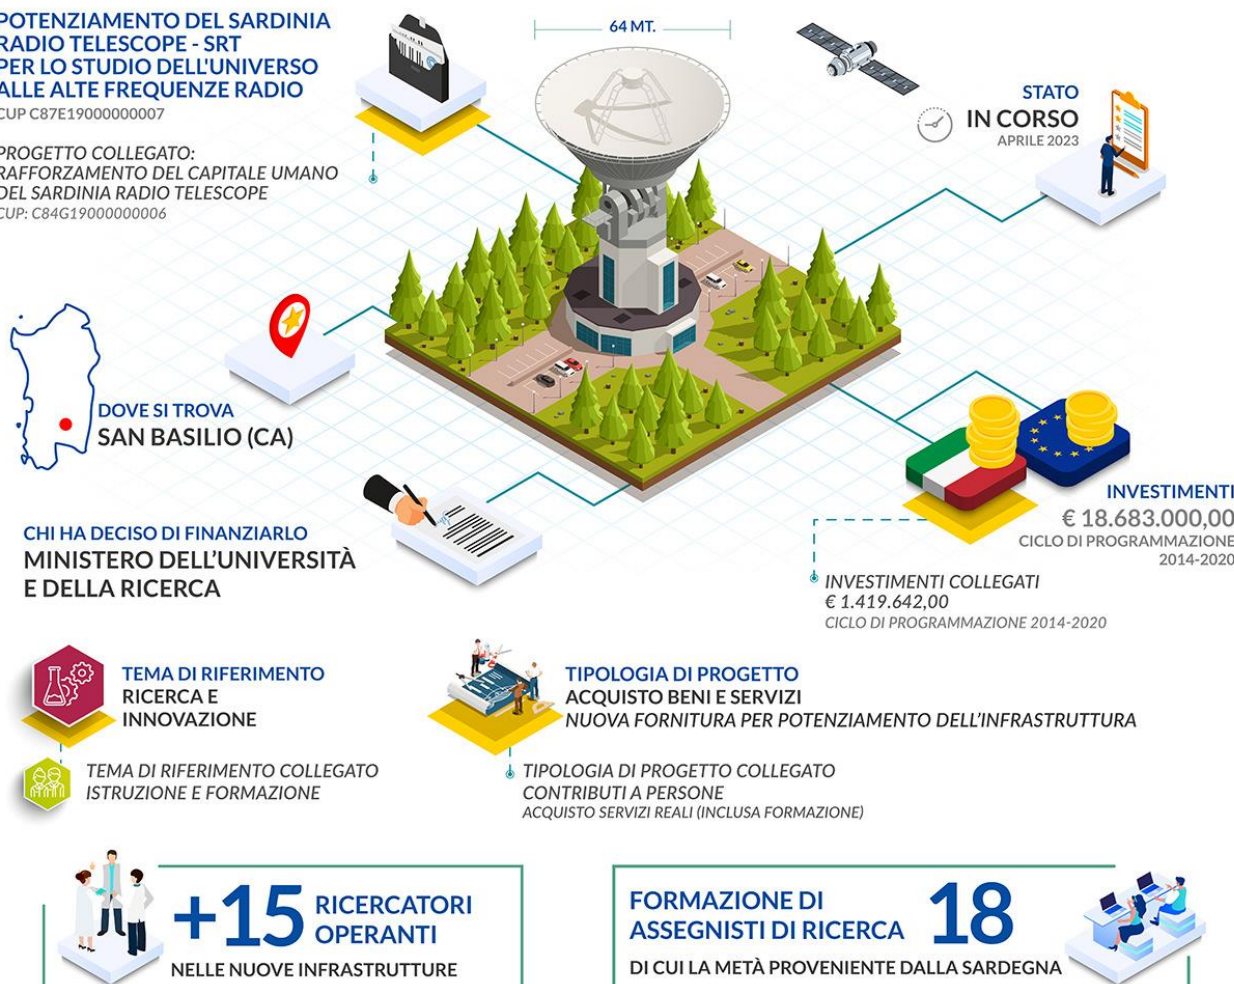 POTENZIAMENTO DEL SARDINIA
RADIO TELESCOPE - SRT
PER LO STUDIO DELL'UNIVERSO
ALLE ALTE FREQUENZE RADIO
CUP C87E19000000007
PROGETTO COLLEGATO:
RAFFORZAMENTO DEL CAPITALE UMANO
DEL SARDINIA RADIO TELESCOPE
CUP: C84G19000000006
64 MT.
STATO
IN CORSO
APRILE 2023
DOVE SI TROVA
SAN BASILIO (CA)
CHI HA DECISO DI FINANZIARLO
MINISTERO DELL'UNIVERSITÀ
E DELLA RICERCA
INVESTIMENTI
€ 18.683.000,00
CICLO DI PROGRAMMAZIONE
2014-2020
INVESTIMENTI COLLEGATI
€ 1.419.642,00
CICLO DI PROGRAMMAZIONE 2014-2020
TEMA DI RIFERIMENTO
RICERCA E
INNOVAZIONE
TEMA DI RIFERIMENTO COLLEGATO
ISTRUZIONE E FORMAZIONE
TIPOLOGIA DI PROGETTO
ACQUISTO BENI E SERVIZI
NUOVA FORNITURA PER POTENZIAMENTO DELL'INFRASTRUTTURA
TIPOLOGIA DI PROGETTO COLLEGATO
CONTRIBUTI A PERSONE
ACQUISTO SERVIZI REALI (INCLUSA FORMAZIONE)
+15 RICERCATORI
OPERANTI
NELLE NUOVE INFRASTRUTTURE
FORMAZIONE DI
ASSEGNISTI DI RICERCA 18
DI CUI LA METÀ PROVENIENTE DALLA SARDEGNA